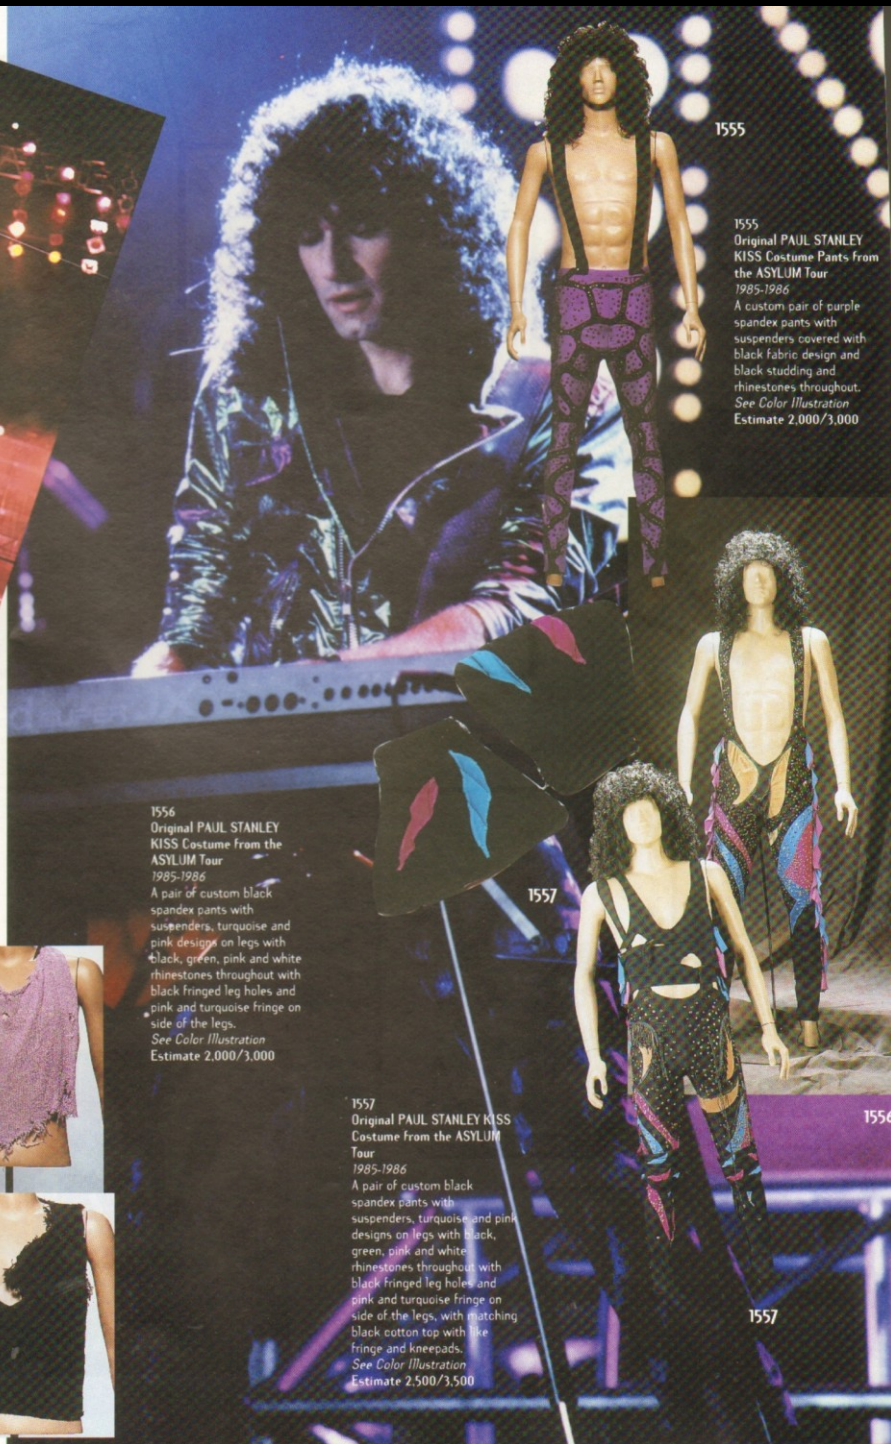 1555
1555
Original PAUL STANLEY
KISS Costume Pants from
the ASYLUM Tour
1985-1986
A custom pair of purple
spandex pants with
suspenders covered with
black fabric design and
black studding and
rhinestones throughout.
See Color Illustration
Estimate 2,000/3,000
1556
Original PAUL STANLEY
KISS Costume from the
ASYLUM Tour
1985-1986
A pair of custom black
spandex pants with
suspenders, turquoise and
pink designs on legs with
black, green, pink and white
rhinestones throughout with
black fringed leg holes and
pink and turquoise fringe on
side of the legs.
See Color Illustration
Estimate 2,000/3,000
1557
1557
Original PAUL STANLEY KISS
Costume from the ASYLUM
Tour
1985-1986
A pair of custom black
spandex pants with
suspenders, turquoise and pink
designs on legs with black,
green, pink and white
rhinestones throughout with
black fringed leg holes and
pink and turquoise fringe on
side of the legs, with matching
black cotton top with like
fringe and kneepads.
See Color Illustration
Estimate 2,500/3,500
1556
1557